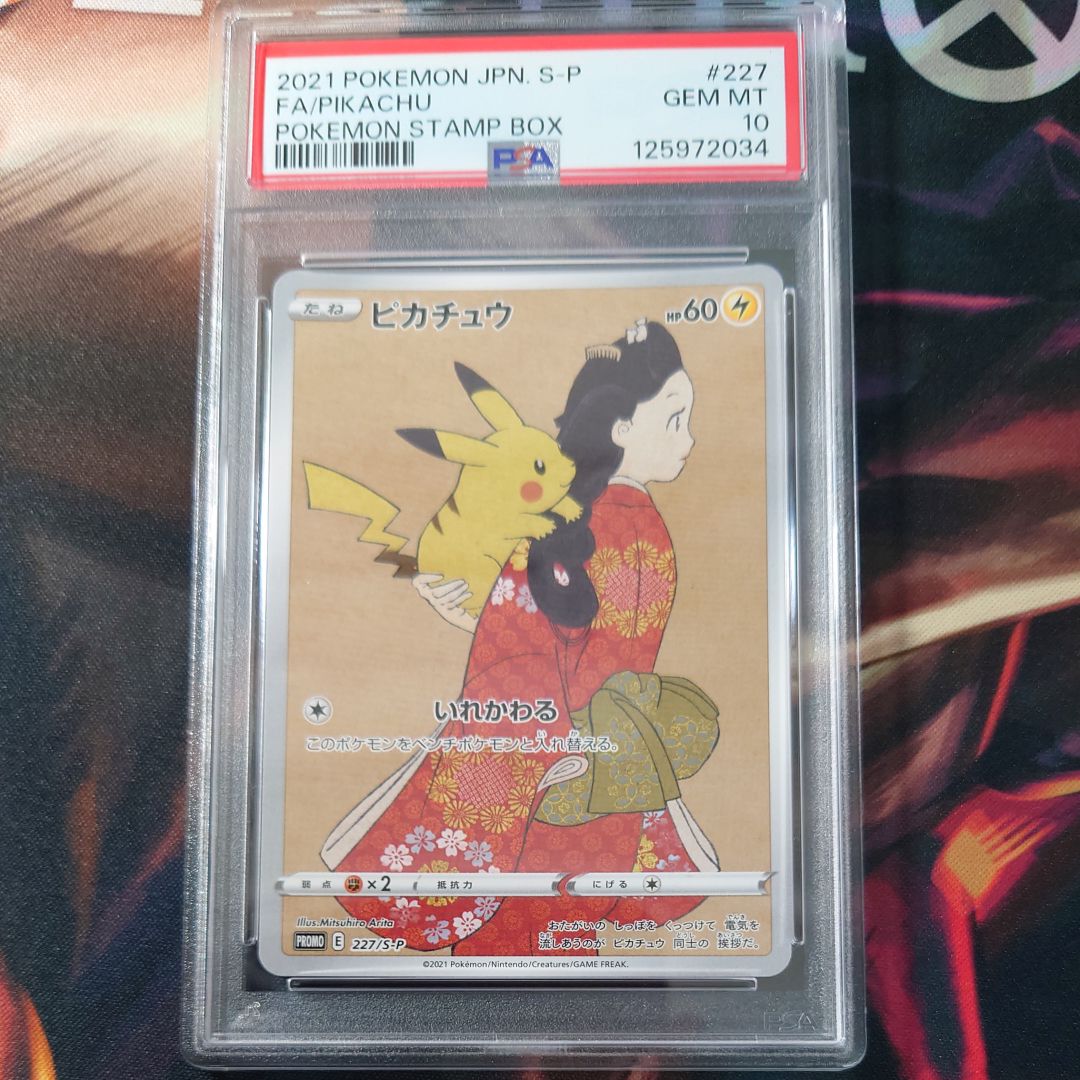 2021 POKEMON JPN. S-P #227
FA/PIKACHU GEM MT
POKEMON STAMP BOX 10
PSA 125972034
たね ピカチュウ HP60
いれかわる
このポケモンをベンチポケモンと入れ替える。
弱点 ×2 抵抗力 にげる
Illus. Mitsuhiro Arita
おたがいの しっぽを くっつけて 電気を
流しあうのが ピカチュウ 同士の 挨拶だ。
PROMO E 227/S-P
©2021 Pokémon/Nintendo/Creatures/GAME FREAK.
PSA